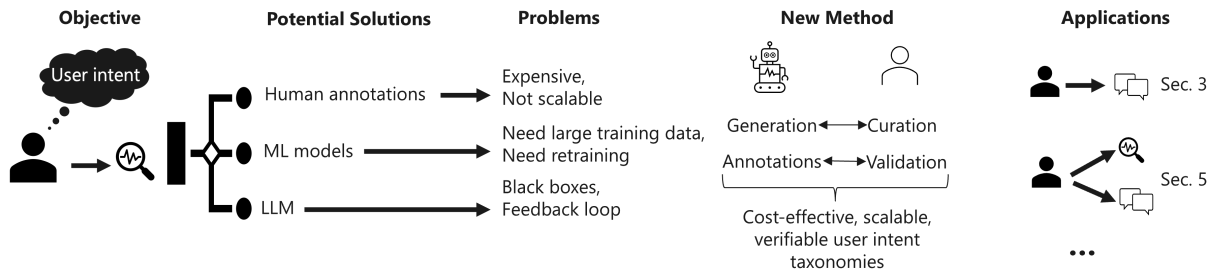 Objective
Potential Solutions
Problems
New Method
Applications
User intent
Human annotations
ML models
LLM
Expensive,
Not scalable
Need large training data,
Need retraining
Black boxes,
Feedback loop
Generation
Curation
Annotations
Validation
Cost-effective, scalable,
verifiable user intent
taxonomies
Sec. 3
Sec. 5
...